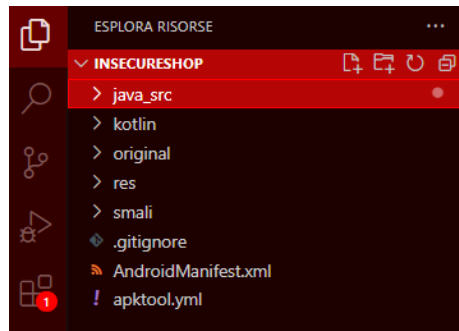 ESPLORA RISORSE
INSECURESHOP
java_src
kotlin
original
res
smali
.gitignore
AndroidManifest.xml
! apktool.yml
1